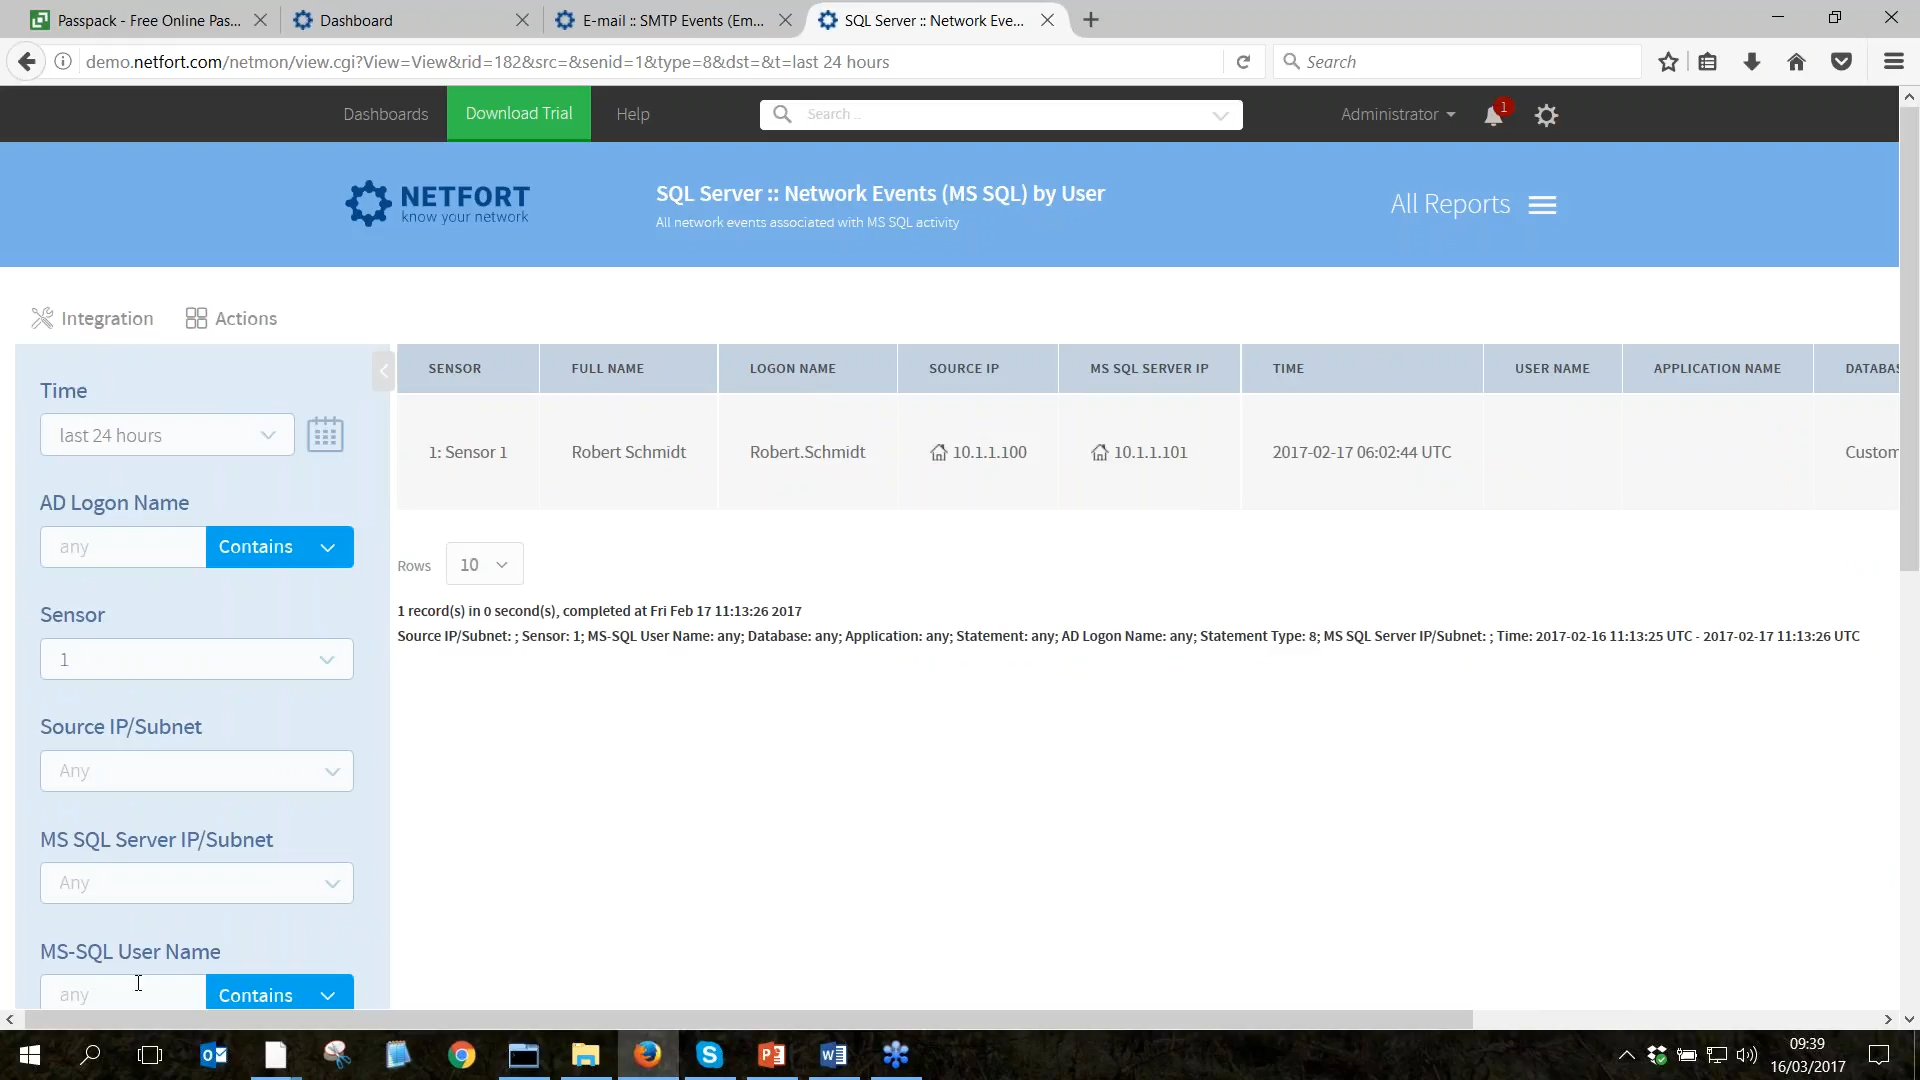 Passpack - Free Online Pas...
Dashboard
E-mail :: SMTP Events (Em...
SQL Server :: Network Eve...
demo.netfort.com/netmon/view.cgi?View=View&rid=182&src=&senid=1&type=8&dst=&t=last 24 hours
Search
Dashboards
Download Trial
Help
Search ..
Administrator
1
NETFORT
know your network
SQL Server :: Network Events (MS SQL) by User
All network events associated with MS SQL activity
All Reports
Integration
Actions
Time
last 24 hours
AD Logon Name
any
Contains
Sensor
1
Source IP/Subnet
Any
MS SQL Server IP/Subnet
Any
MS-SQL User Name
any
Contains
SENSOR FULL NAME LOGON NAME SOURCE IP MS SQL SERVER IP TIME USER NAME APPLICATION NAME DATABAS
1: Sensor 1 Robert Schmidt Robert.Schmidt 10.1.1.100 10.1.1.101 2017-02-17 06:02:44 UTC Custom
Rows 10
1 record(s) in 0 second(s), completed at Fri Feb 17 11:13:26 2017
Source IP/Subnet: ; Sensor: 1; MS-SQL User Name: any; Database: any; Application: any; Statement: any; AD Logon Name: any; Statement Type: 8; MS SQL Server IP/Subnet: ; Time: 2017-02-16 11:13:25 UTC - 2017-02-17 11:13:26 UTC
09:39
16/03/2017